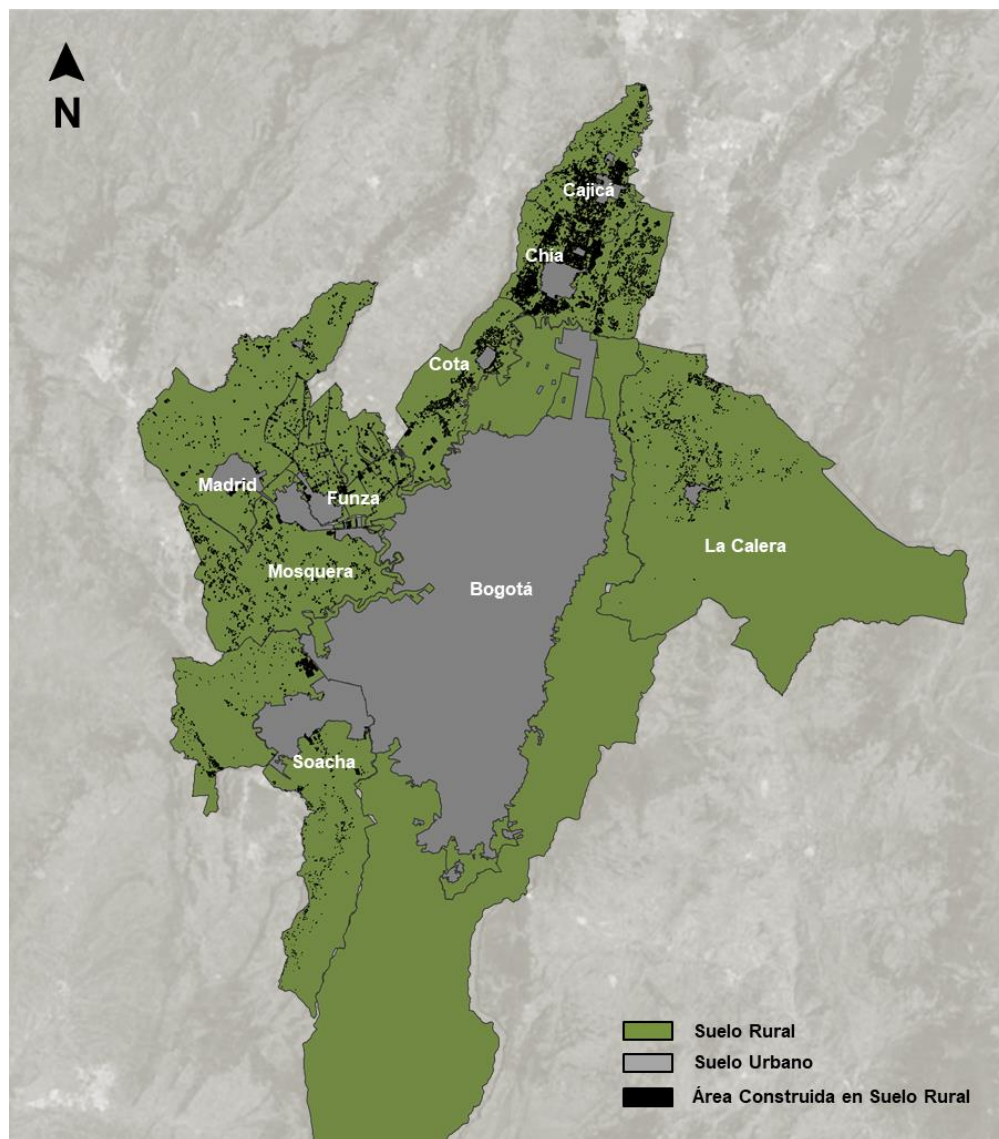 N
Cajicá
Chía
Cota
Madrid
Funza
La Calera
Mosquera
Bogotá
Soacha
Suelo Rural
Suelo Urbano
Área Construida en Suelo Rural